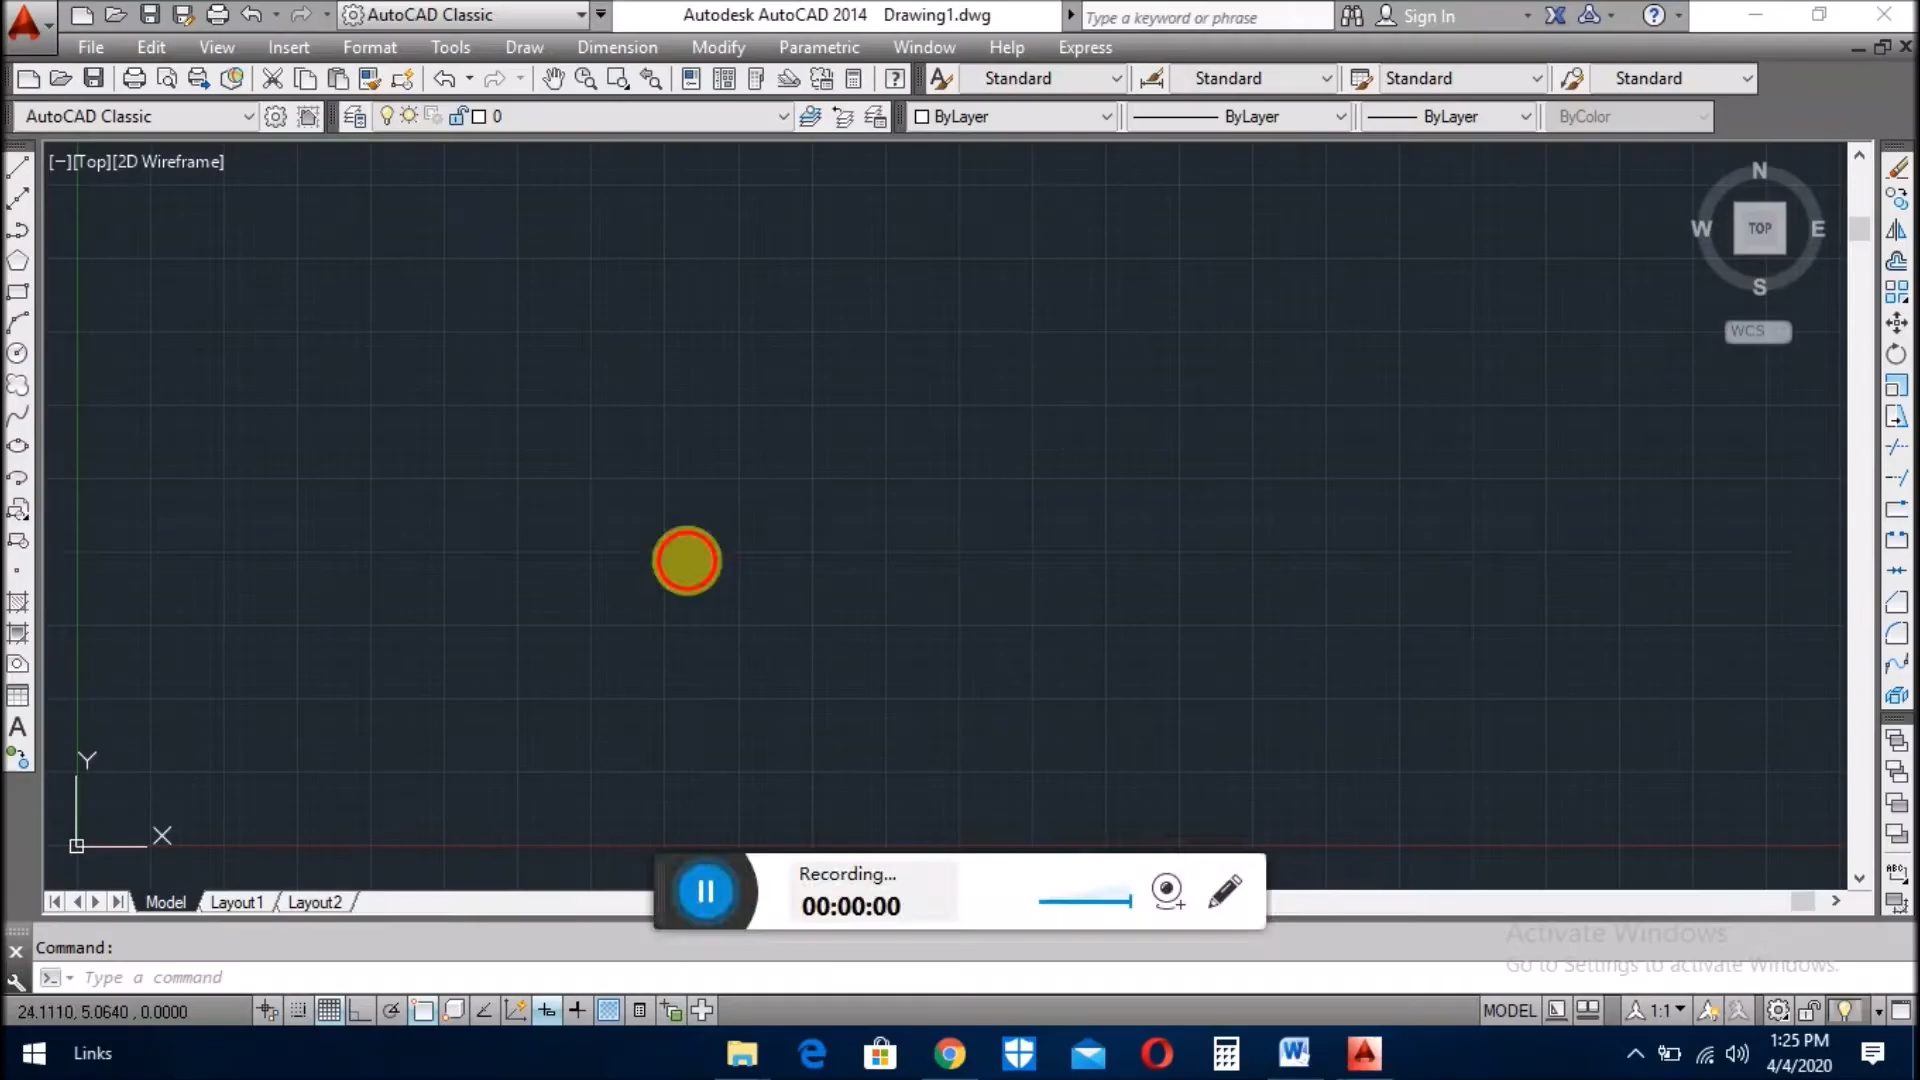 AutoCAD Classic
Autodesk AutoCAD 2014 Drawing1.dwg
Type a keyword or phrase
Sign In
File Edit View Insert Format Tools Draw Dimension Modify Parametric Window Help Express
Standard Standard Standard Standard
AutoCAD Classic 0 ByLayer ByLayer ByLayer ByColor
[−][Top][2D Wireframe]
N
W TOP E
S
WCS
Y
X
A
ABC
Model Layout1 Layout2
Recording...
00:00:00
Command:
Type a command
Activate Windows
Go to Settings to activate Windows.
24.1110, 5.0640 , 0.0000
MODEL 1:1
Links
1:25 PM
4/4/2020